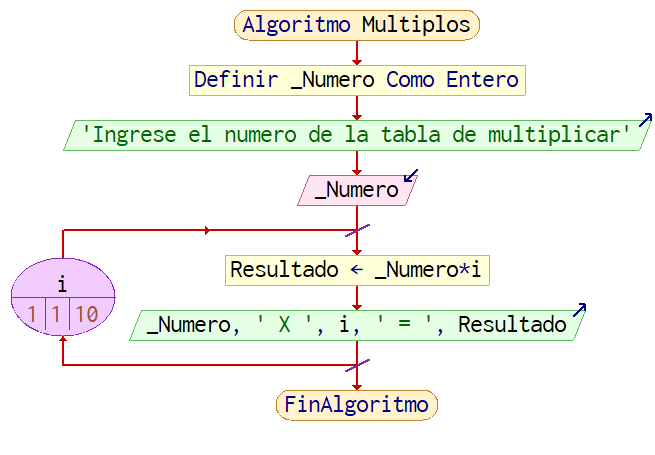 Algoritmo Multiplos
Definir _Numero Como Entero
'Ingrese el numero de la tabla de multiplicar'
_Numero
i
1 1 10
Resultado ← _Numero*i
_Numero, ' X ', i, ' = ', Resultado
FinAlgoritmo